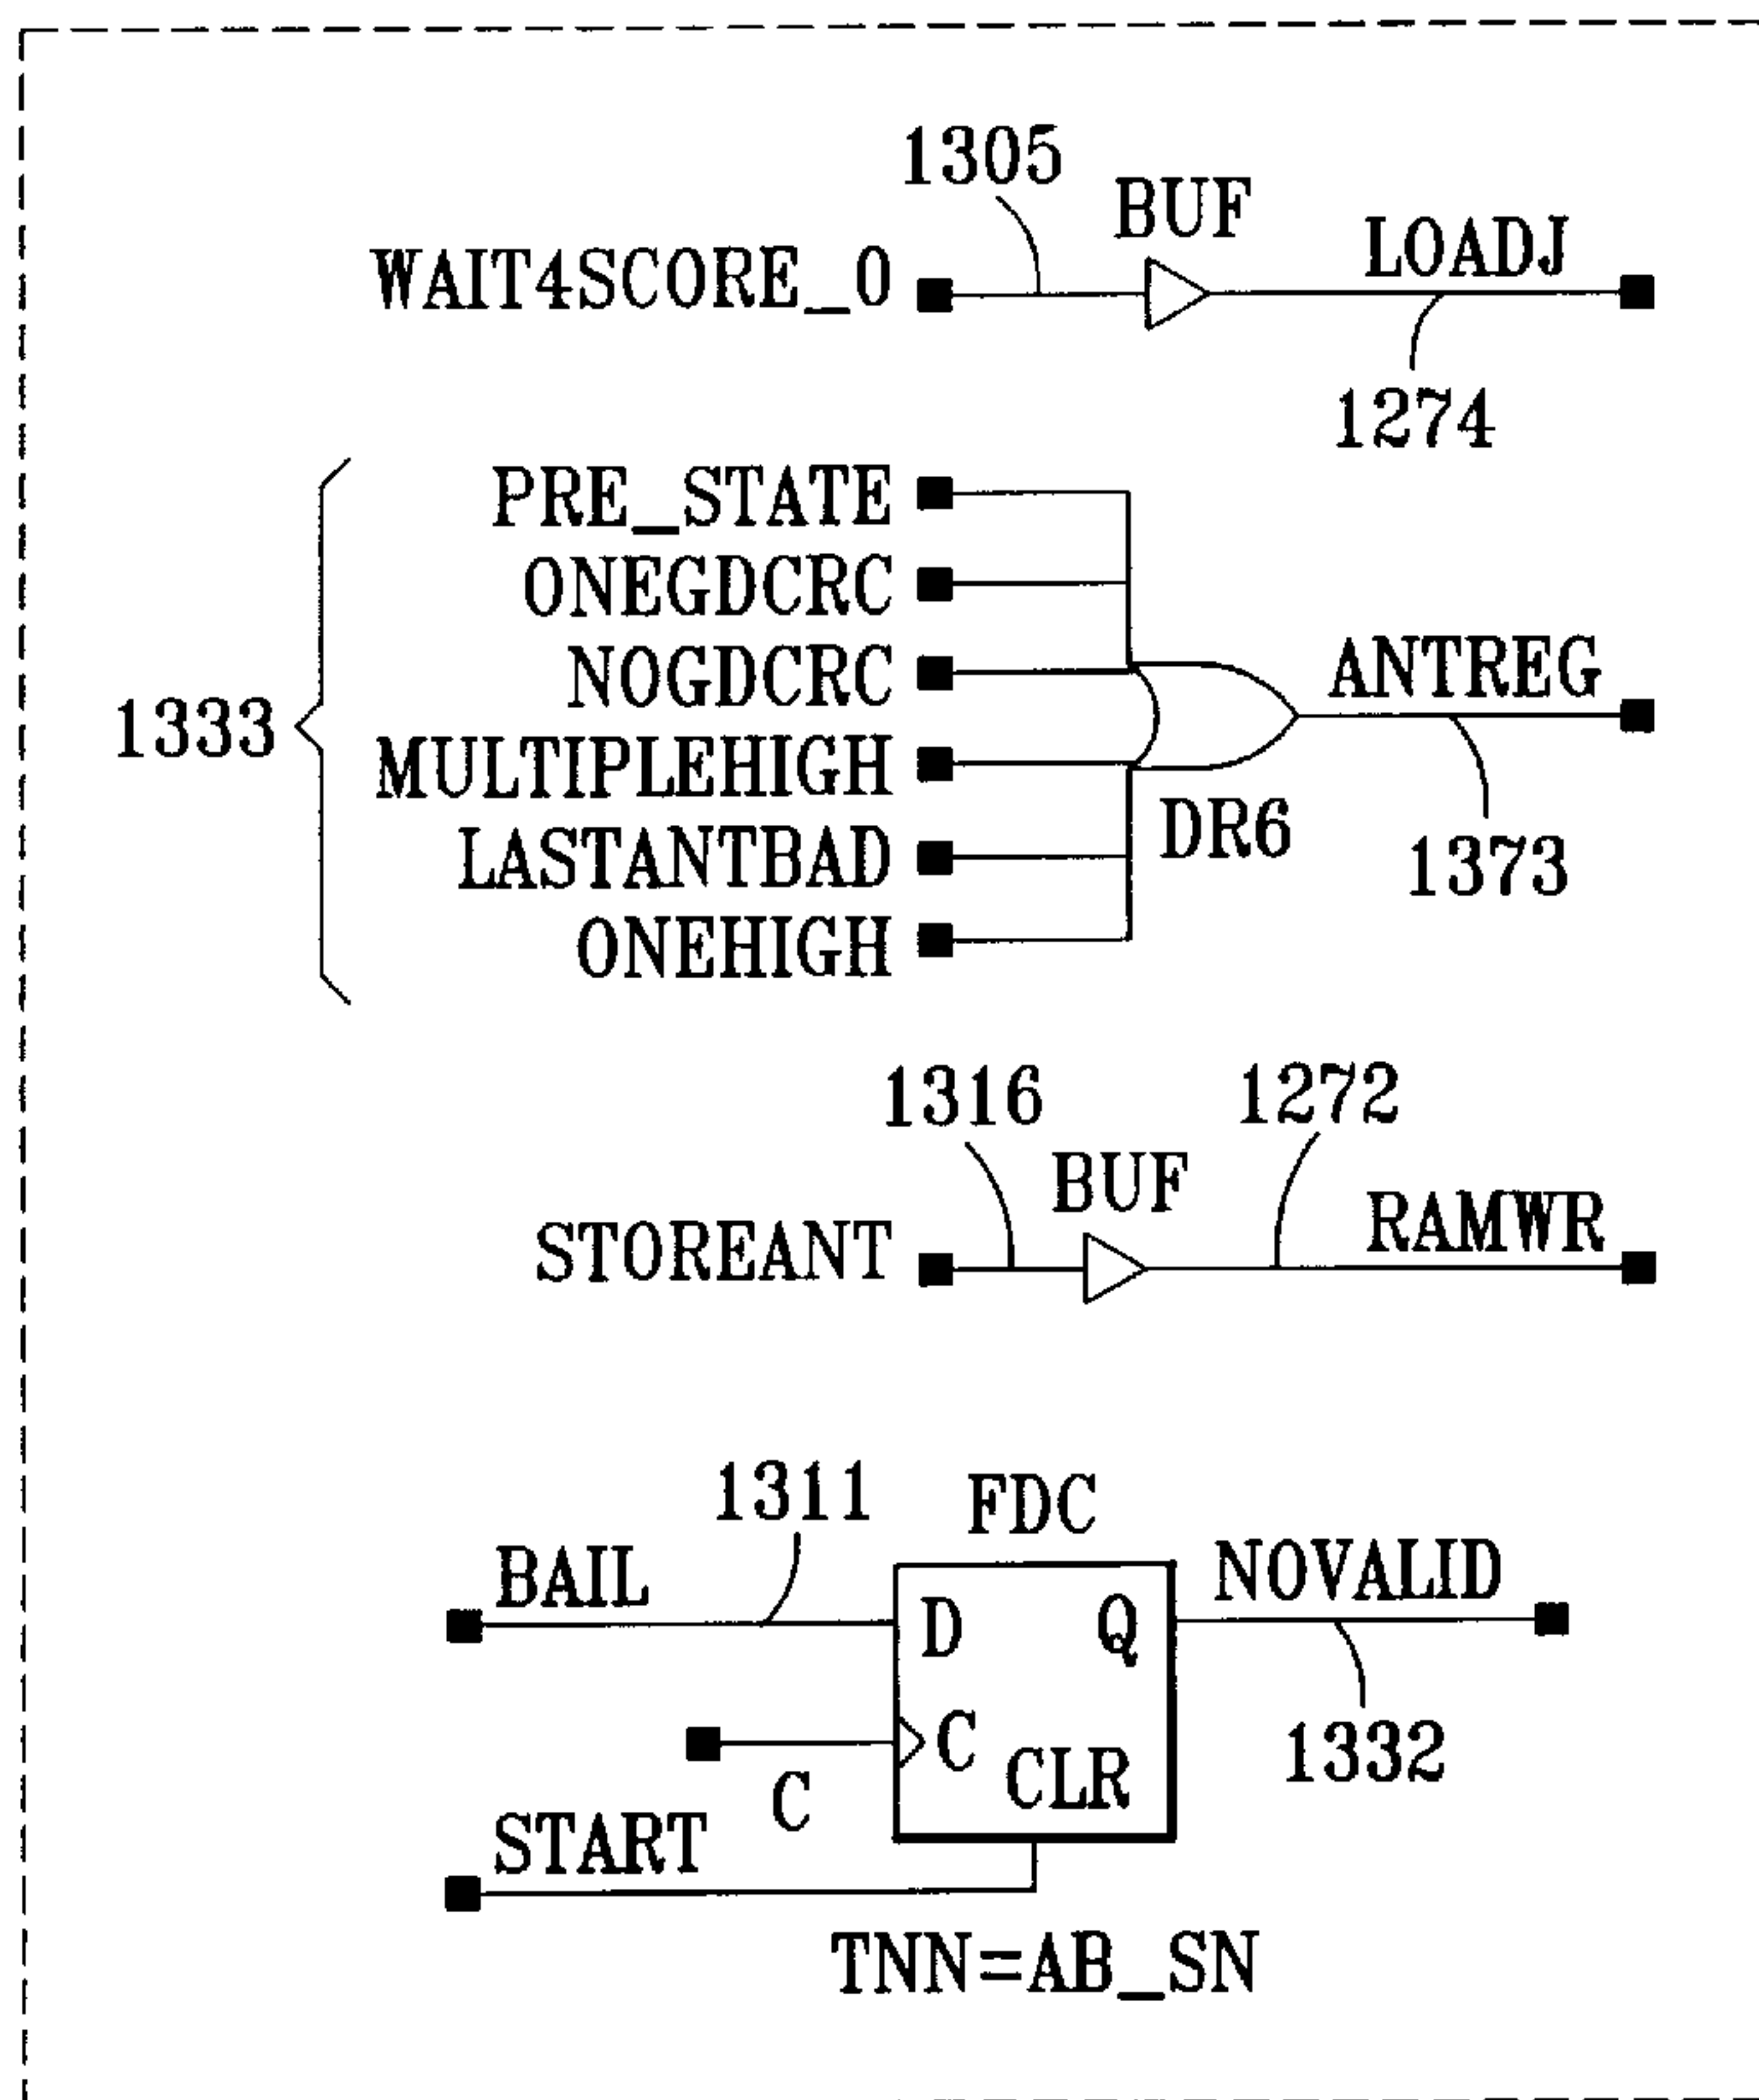 1305
BUF
WAIT4SCORE_0
LOADJ
1274
PRE_STATE
ONEGDCRC
NOGDCRC
MULTIPLEHIGH
LASTANTBAD
ONEHIGH
1333
ANTREG
DR6
1373
1316
1272
BUF
STOREANT
RAMWR
1311
FDC
BAIL
NOVALID
D
Q
C
CLR
C
1332
START
TNN=AB_SN